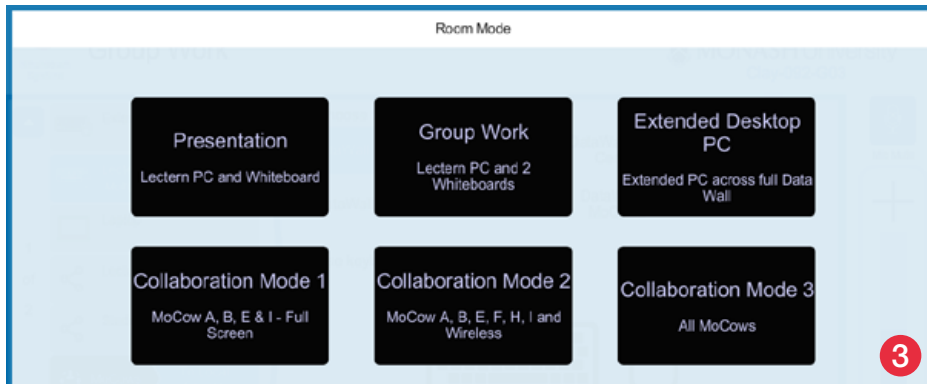 Room Mode
Presentation
Lectern PC and Whiteboard
Group Work
Lectern PC and 2
Whiteboards
Extended Desktop
PC
Extended PC across full Data
Wall
Collaboration Mode 1
MoCow A, B, E & I - Full
Screen
Collaboration Mode 2
MoCow A, B, E, F, H, I and
Wireless
Collaboration Mode 3
All MoCows
3